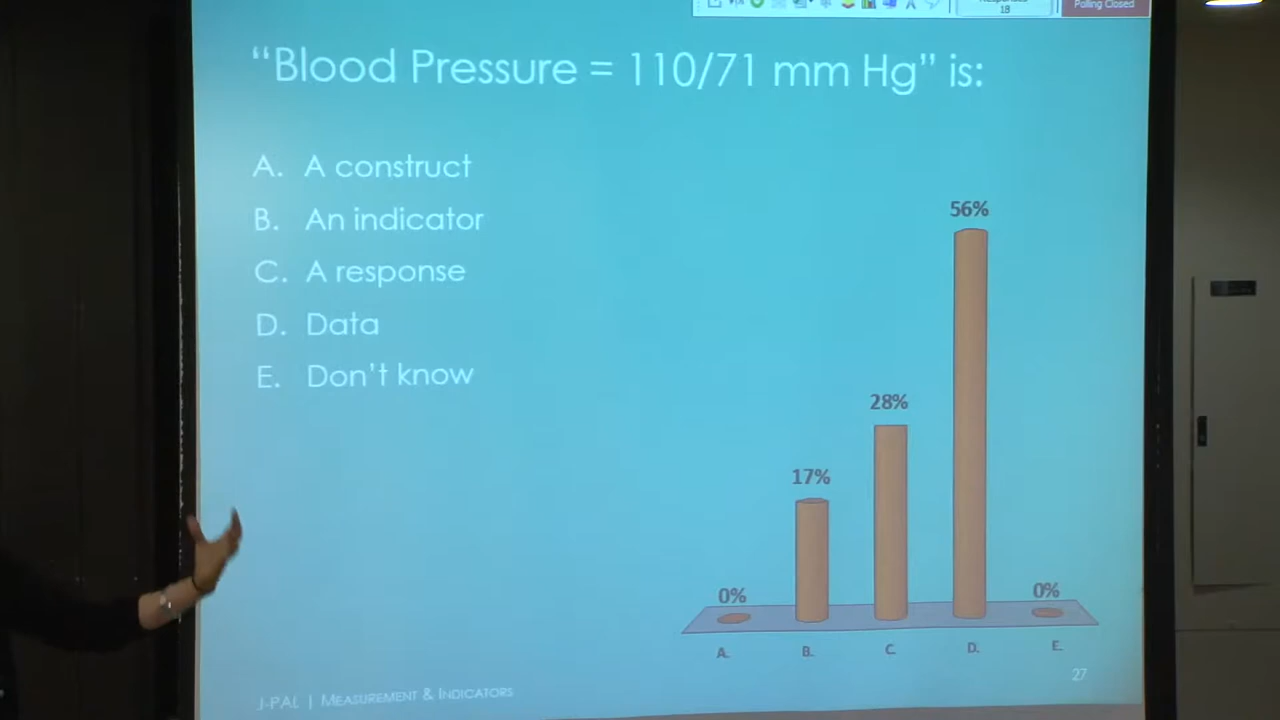 18
Polling Closed
“Blood Pressure = 110/71 mm Hg” is:
A. A construct
B. An indicator
C. A response
D. Data
E. Don’t know
56%
28%
17%
0%
0%
A.
B.
C.
D.
E.
27
J-PAL | MEASUREMENT & INDICATORS